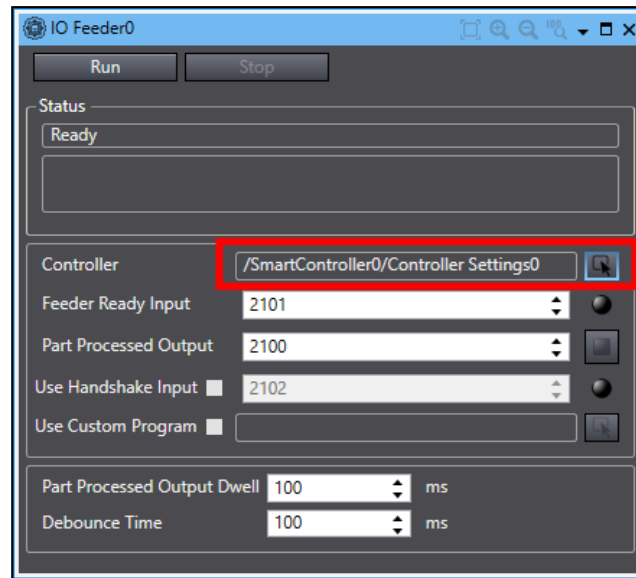 IO Feeder0
Run Stop
Status
Ready
Controller /SmartController0/Controller Settings0
Feeder Ready Input 2101
Part Processed Output 2100
Use Handshake Input 2102
Use Custom Program
Part Processed Output Dwell 100 ms
Debounce Time 100 ms